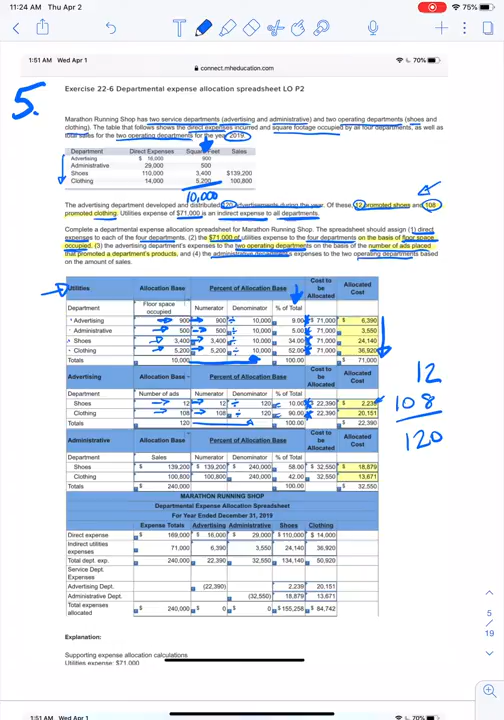 11:24 AM Thu Apr 2
75%
1:51 AM Wed Apr 1
70%
connect.mheducation.com
5.
Exercise 22-6 Departmental expense allocation spreadsheet LO P2
Marathon Running Shop has two service departments (advertising and administrative) and two operating departments (shoes and
clothing). The table that follows shows the direct expenses incurred and square footage occupied by all four departments, as well as
total sales for the two operating departments for the year 2019.
Department Direct Expenses Square Feet Sales
Advertising $ 16,000 900
Administrative 29,000 500
Shoes 110,000 3,400 $139,200
Clothing 14,000 5,200 100,800
10,000
The advertising department developed and distributed 120 advertisements during the year. Of these, 12 promoted shoes and 108
promoted clothing. Utilities expense of $71,000 is an indirect expense to all departments.
Complete a departmental expense allocation spreadsheet for Marathon Running Shop. The spreadsheet should assign (1) direct
expenses to each of the four departments, (2) the $71,000 of utilities expense to the four departments on the basis of floor space
occupied, (3) the advertising department's expenses to the two operating departments on the basis of the number of ads placed
that promoted a department's products, and (4) the administrative department's expenses to the two operating departments based
on the amount of sales.
Utilities Allocation Base Percent of Allocation Base Cost to be Allocated Allocated Cost
Department Floor space occupied Numerator Denominator % of Total
Advertising 900 900 ÷ 10,000 9.00 $ 71,000 $ 6,390
Administrative 500 500 ÷ 10,000 5.00 $ 71,000 3,550
Shoes 3,400 3,400 ÷ 10,000 34.00 $ 71,000 24,140
Clothing 5,200 5,200 ÷ 10,000 52.00 $ 71,000 36,920
Totals 10,000 100.00 $ 71,000
Advertising Allocation Base Percent of Allocation Base Cost to be Allocated Allocated Cost
Department Number of ads Numerator Denominator % of Total
Shoes 12 12 ÷ 120 10.00 $ 22,390 $ 2,239
Clothing 108 108 ÷ 120 90.00 $ 22,390 20,151
Totals 120 100.00 $ 22,390
12
108
120
Administrative Allocation Base Percent of Allocation Base Cost to be Allocated Allocated Cost
Department Sales Numerator Denominator % of Total
Shoes $ 139,200 $ 139,200 $ 240,000 58.00 $ 32,550 $ 18,879
Clothing 100,800 100,800 $ 240,000 42.00 $ 32,550 13,671
Totals $ 240,000 100.00 $ 32,550
MARATHON RUNNING SHOP
Departmental Expense Allocation Spreadsheet
For Year Ended December 31, 2019
Expense Totals Advertising Administrative Shoes Clothing
Direct expense $ 169,000 $ 16,000 $ 29,000 $ 110,000 $ 14,000
Indirect utilities expenses 71,000 6,390 3,550 24,140 36,920
Total dept. exp. 240,000 22,390 32,550 134,140 50,920
Service Dept. Expenses
Advertising Dept. (22,390) 2,239 20,151
Administrative Dept. (32,550) 18,879 13,671
Total expenses allocated $ 240,000 $ 0 $ 0 $ 155,258 $ 84,742
Explanation:
Supporting expense allocation calculations
Utilities expense: $71,000
5
/
19
1:51 AM Wed Apr 1
70%